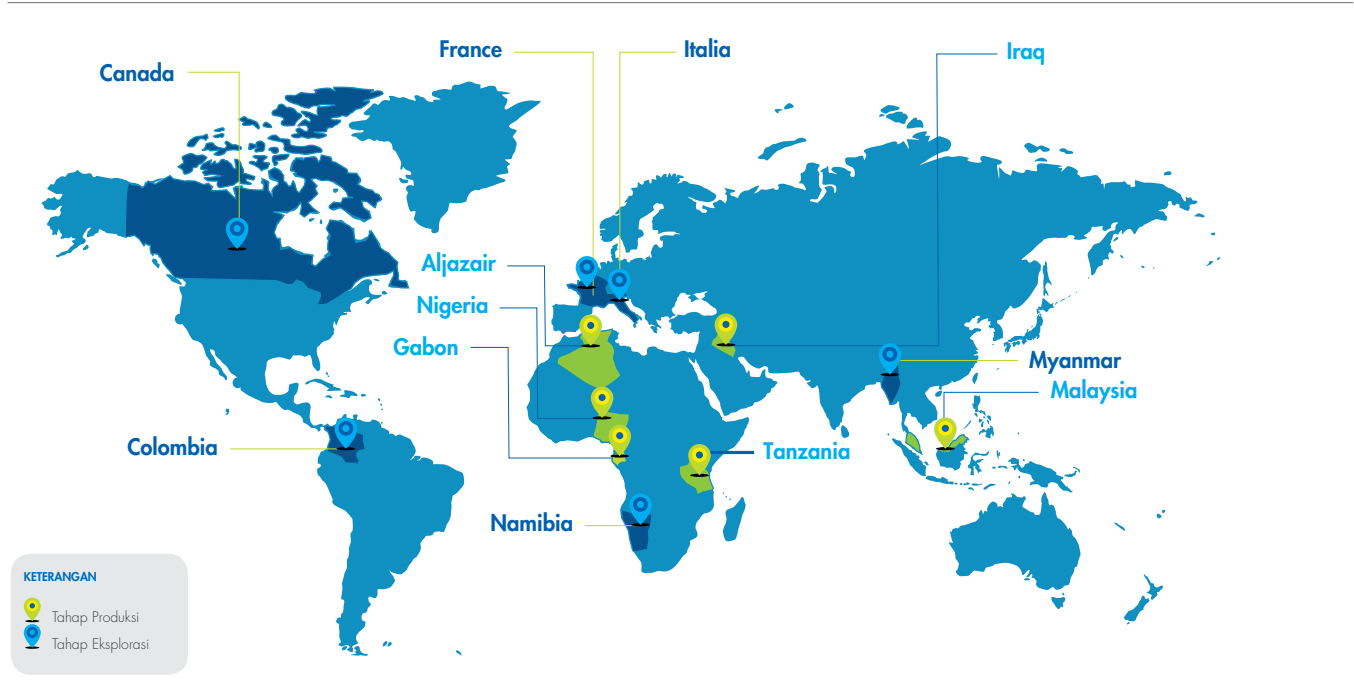 France
Italia
Iraq
Canada
Aljazair
Nigeria
Gabon
Myanmar
Malaysia
Colombia
Tanzania
Namibia
KETERANGAN
Tahap Produksi
Tahap Eksplorasi